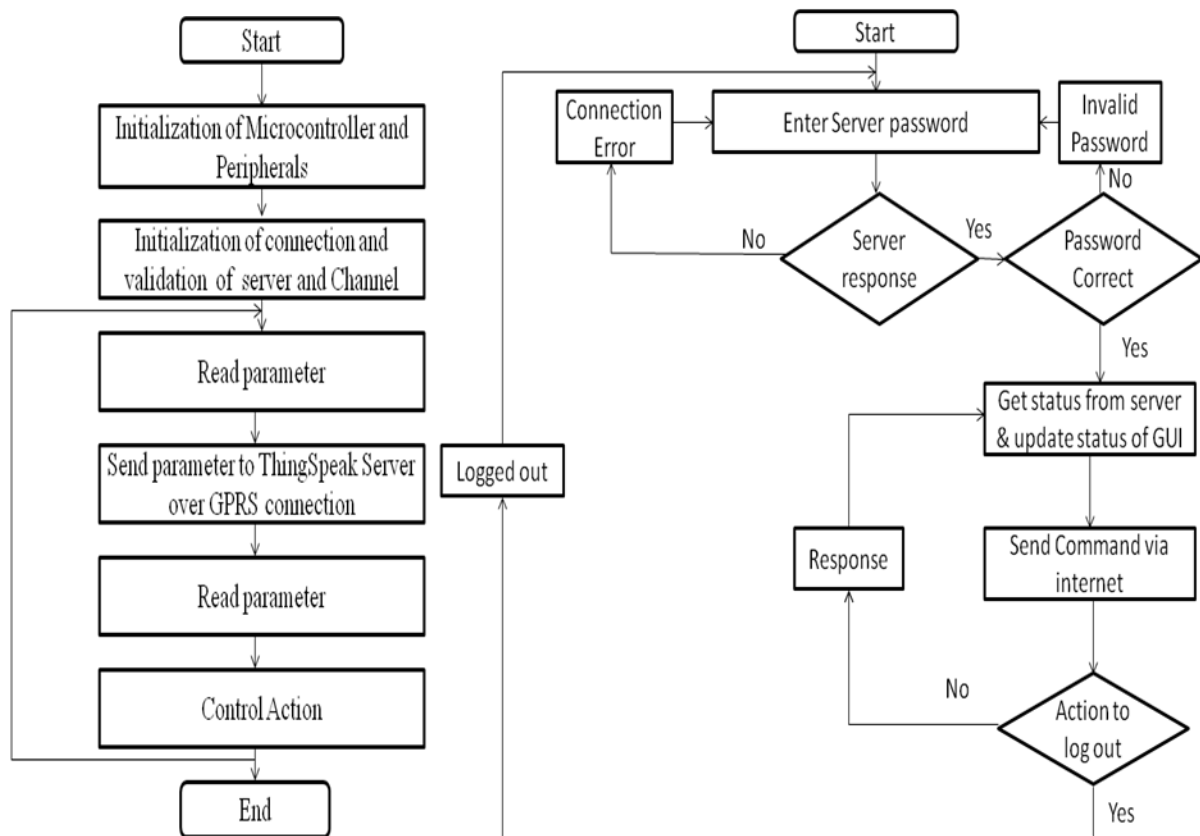 Start
Initialization of Microcontroller and
Peripherals
Initialization of connection and
validation of server and Channel
Read parameter
Send parameter to ThingSpeak Server
over GPRS connection
Read parameter
Control Action
End
Start
Connection
Error
Enter Server password
Invalid
Password
No
No
Server
response
Yes
Password
Correct
Yes
Get status from server
& update status of GUI
Logged out
Response
Send Command via
internet
No
Action to
log out
Yes